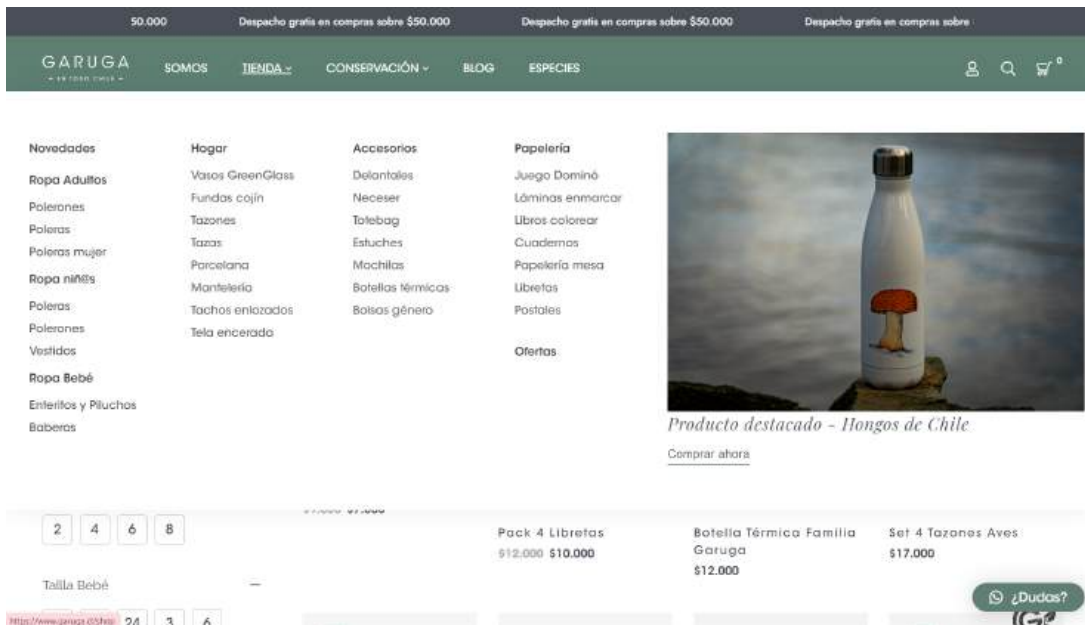 50.000 Despacho gratis en compras sobre $50.000 Despacho gratis en compras sobre $50.000 Despacho gratis en compras sobre
GARUGA
SOMOS TIENDA CONSERVACIÓN BLOG ESPECIES
0
Novedades
Ropa Adultos
Polerones
Poleras
Poleras mujer
Ropa niñ@s
Poleras
Polerones
Vestidos
Ropa Bebé
Enteritos y Piluchos
Baberos
Hogar
Vasos GreenGlass
Fundas cojín
Tazones
Tazas
Porcelana
Mantelería
Tachos enlozados
Tela encerada
Accesorios
Delantales
Neceser
Totebag
Estuches
Mochilas
Botellas térmicas
Bolsas género
Papelería
Juego Dominó
Láminas enmarcar
Libros colorear
Cuadernos
Papelería mesa
Libretas
Postales
Ofertas
Producto destacado - Hongos de Chile
Comprar ahora
2 4 6 8
Talla Bebé
24 3 6
Pack 4 Libretas
$12.000 $10.000
Botella Térmica Familia
Garuga
$12.000
Set 4 Tazones Aves
$17.000
¿Dudas?